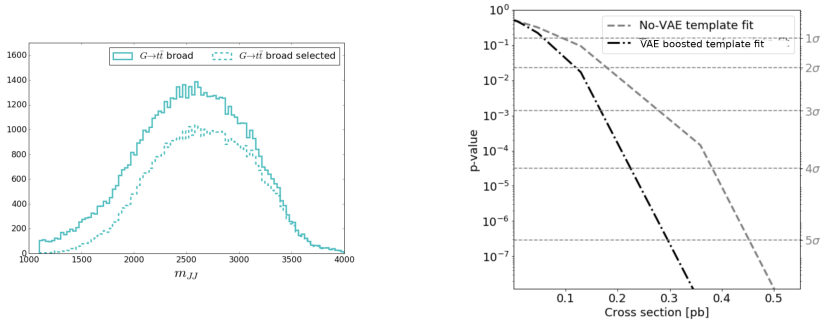 G→tt̄ broad
G→tt̄ broad selected
1600
1400
1200
1000
800
600
400
200
0
1000
1500
2000
2500
3000
3500
4000
m_{JJ}
10⁰
10⁻¹
10⁻²
10⁻³
10⁻⁴
10⁻⁵
10⁻⁶
10⁻⁷
p-value
No-VAE template fit
VAE boosted template fit
1σ
2σ
3σ
4σ
5σ
0.1
0.2
0.3
0.4
0.5
Cross section [pb]